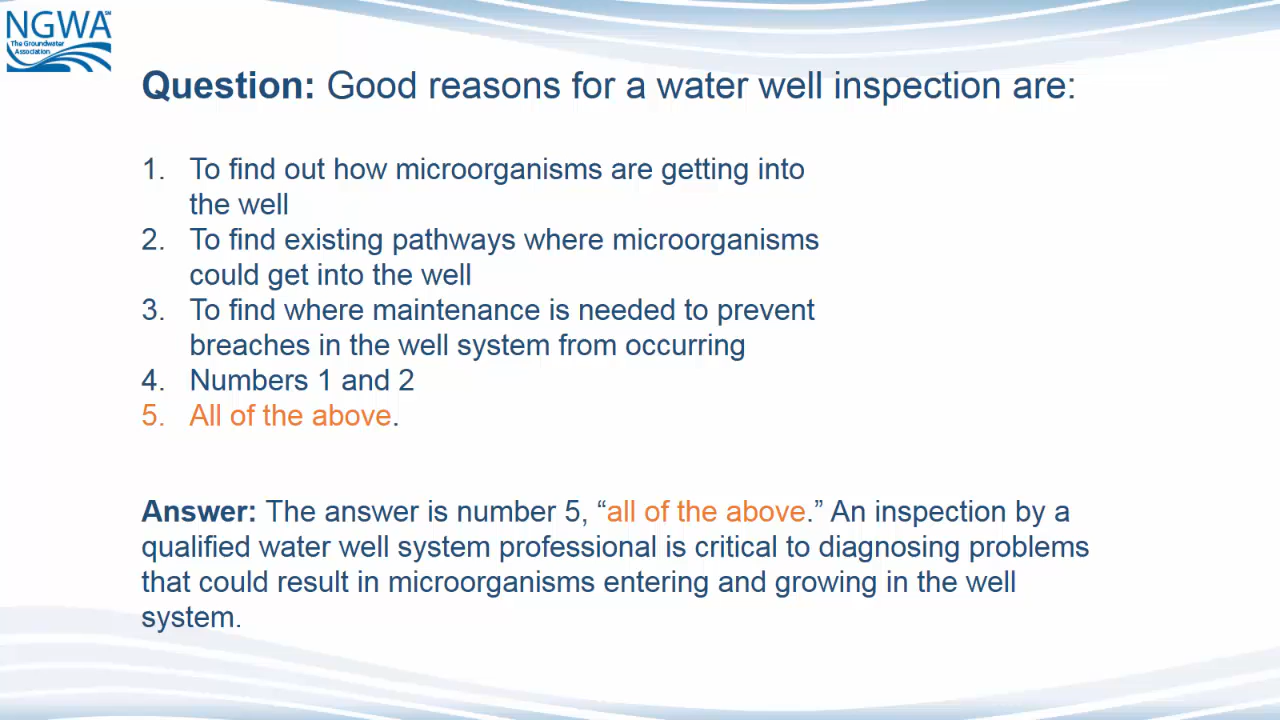 NGWA℠
The Groundwater
Association
Question: Good reasons for a water well inspection are:
1. To find out how microorganisms are getting into
the well
2. To find existing pathways where microorganisms
could get into the well
3. To find where maintenance is needed to prevent
breaches in the well system from occurring
4. Numbers 1 and 2
5. All of the above.
Answer: The answer is number 5, “all of the above.” An inspection by a
qualified water well system professional is critical to diagnosing problems
that could result in microorganisms entering and growing in the well
system.